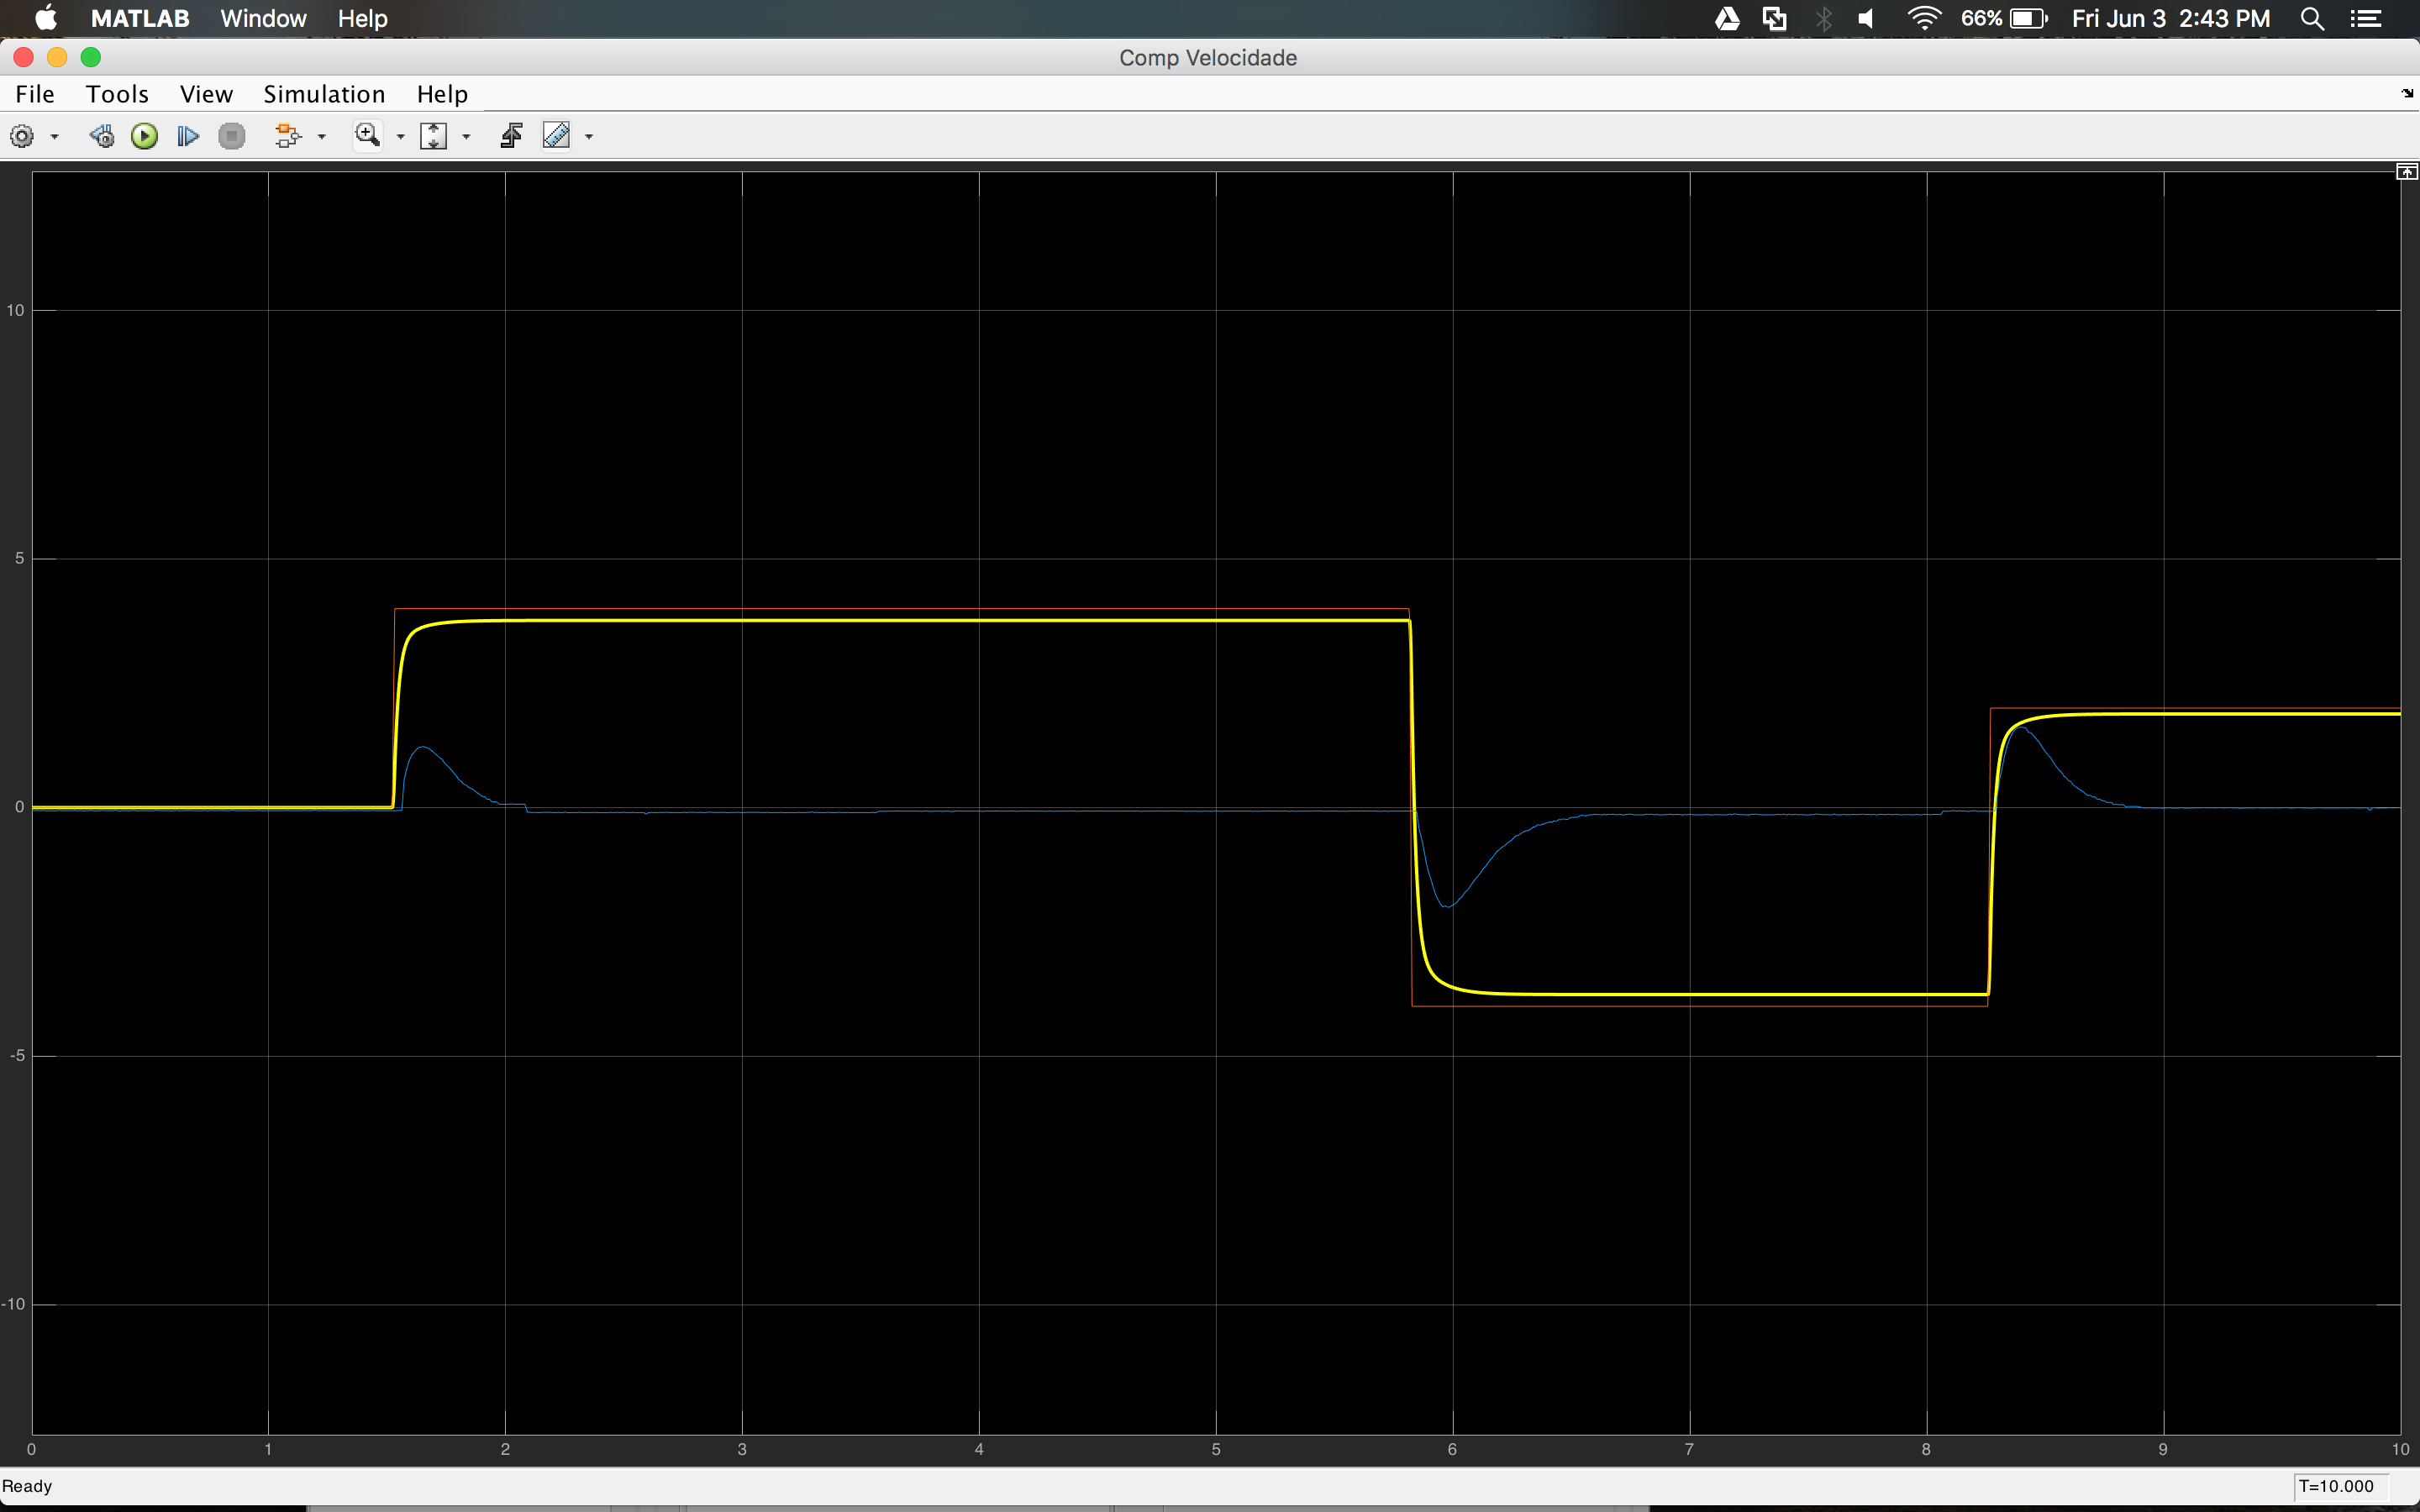 MATLAB Window Help 66% Fri Jun 3 2:43 PM
Comp Velocidade
File Tools View Simulation Help
10
5
0
-5
-10
0 1 2 3 4 5 6 7 8 9 10
Ready T=10.000